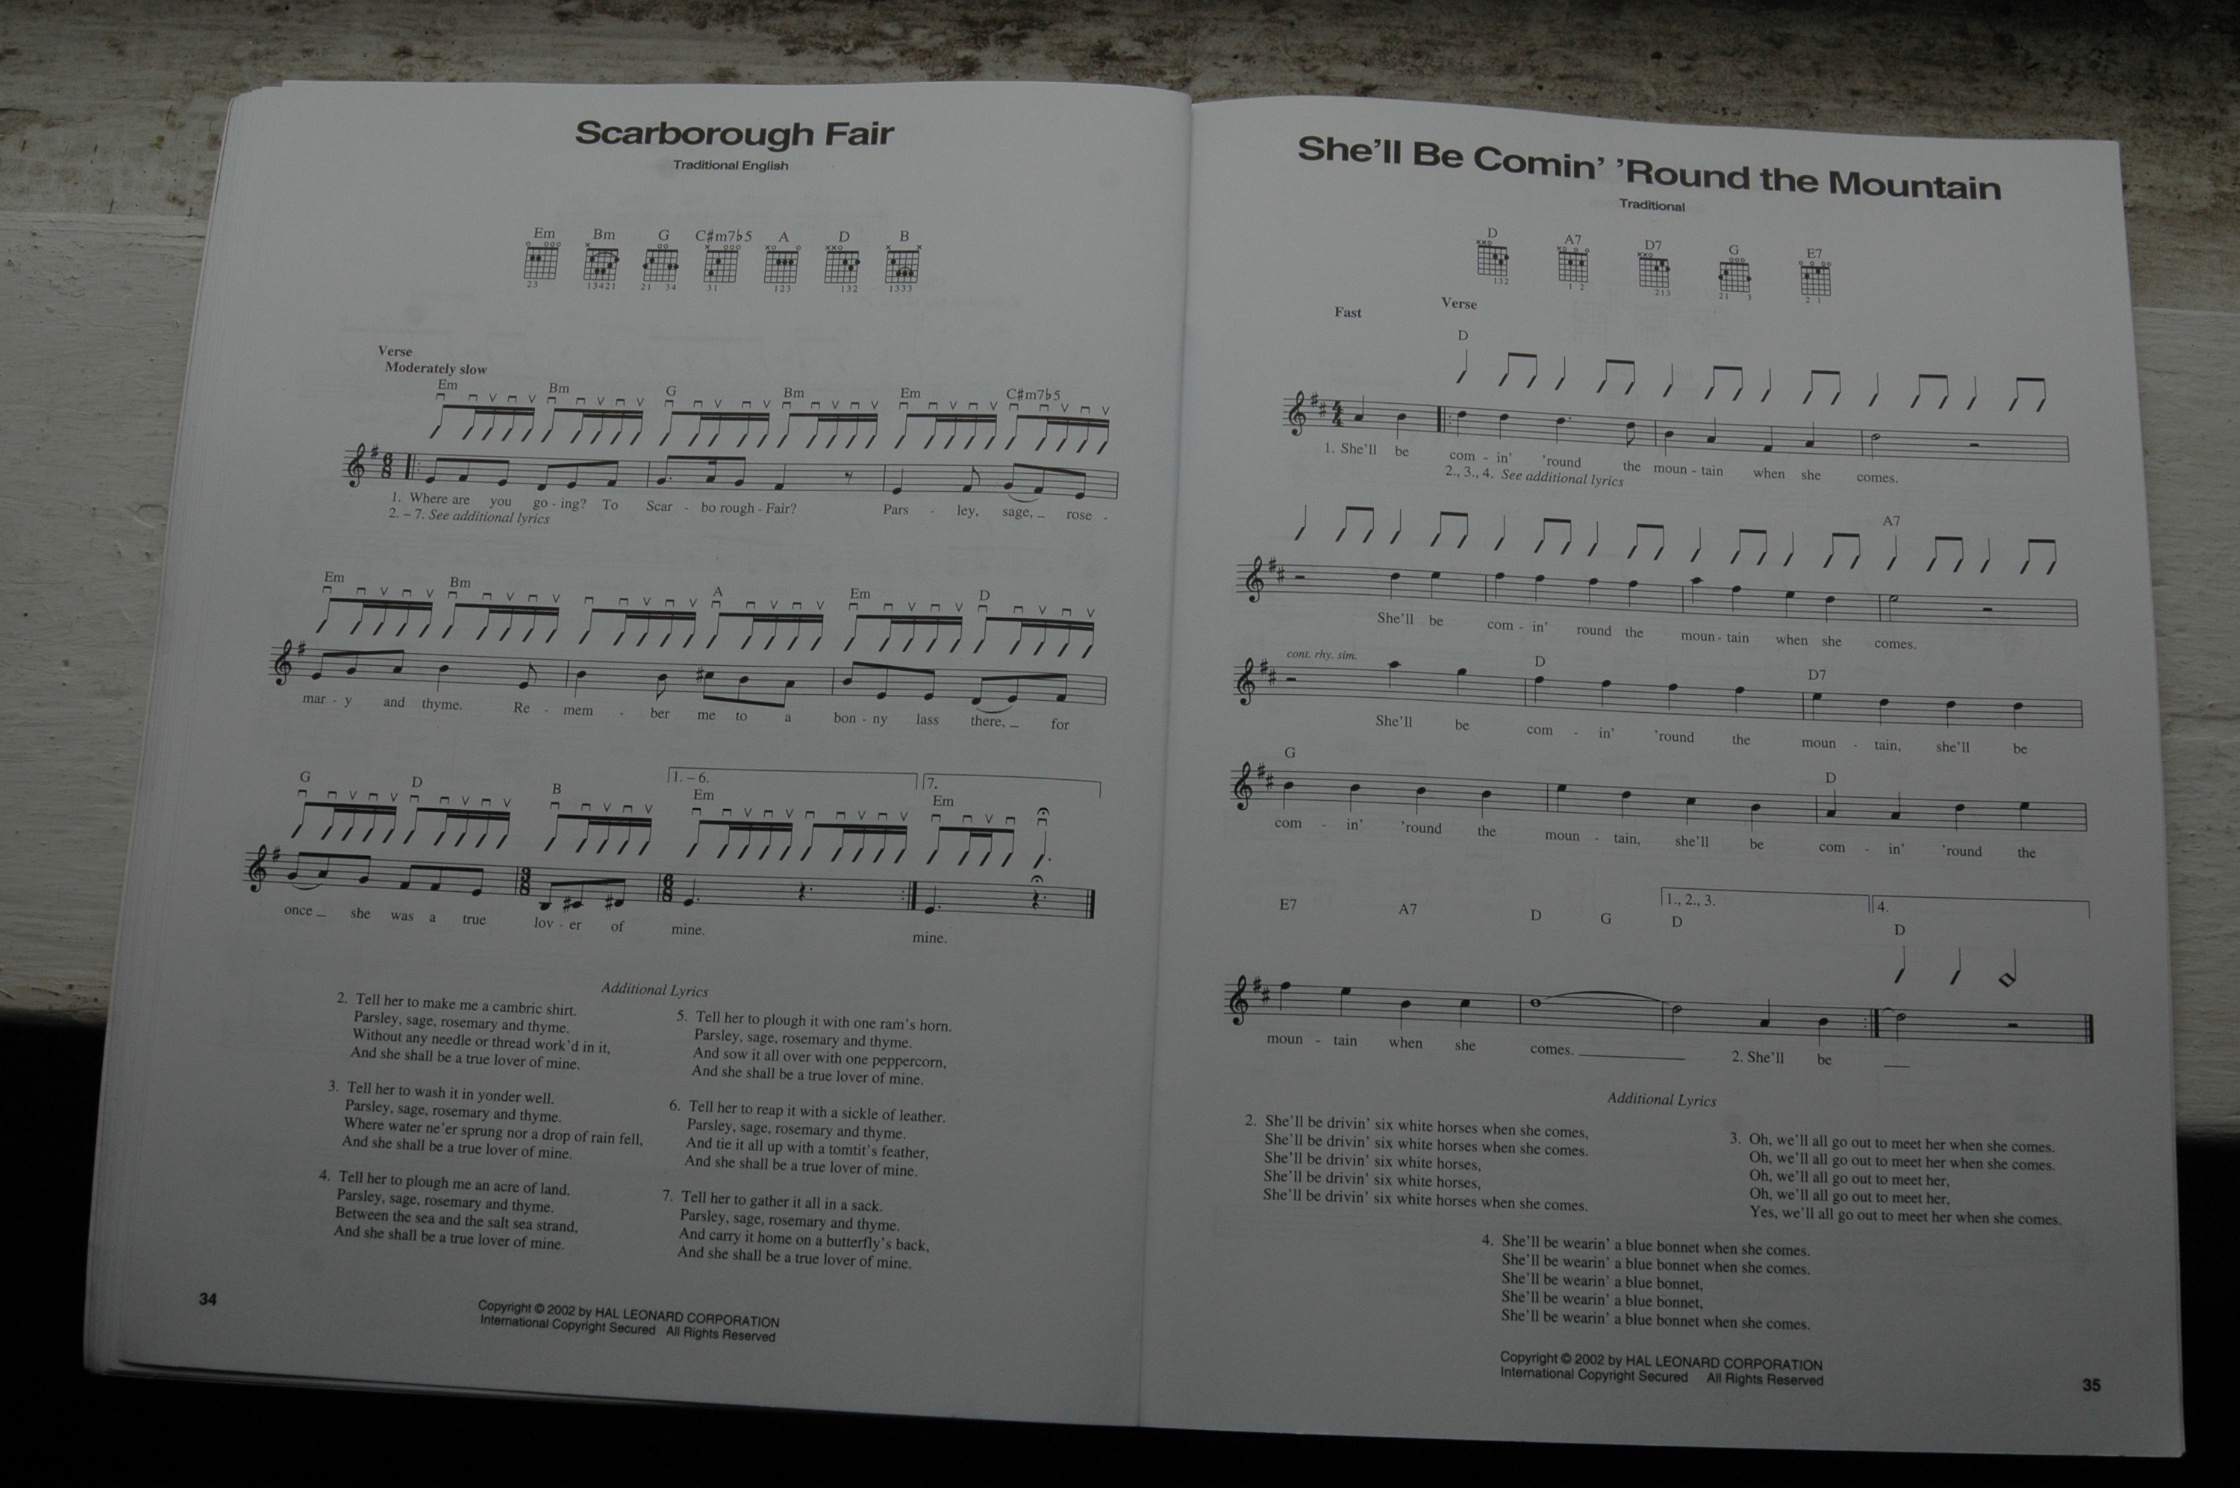 Scarborough Fair
Traditional English
Em Bm G C#m7b5 A D B
23 13421 21 34 31 123 132 1333
Verse
Moderately slow
Em Bm G Bm Em C#m7b5
1. Where are you go - ing? To Scar - bo rough - Fair? Pars - ley, sage, _ rose -
2. – 7. See additional lyrics
Em Bm A Em D
mar - y and thyme. Re - mem - ber me to a bon - ny lass there, _ for
1. – 6. 7.
G D B Em Em
once _ she was a true lov - er of mine. mine.
Additional Lyrics
2. Tell her to make me a cambric shirt.
Parsley, sage, rosemary and thyme.
Without any needle or thread work'd in it,
And she shall be a true lover of mine.
3. Tell her to wash it in yonder well.
Parsley, sage, rosemary and thyme.
Where water ne'er sprung nor a drop of rain fell,
And she shall be a true lover of mine.
4. Tell her to plough me an acre of land.
Parsley, sage, rosemary and thyme.
Between the sea and the salt sea strand,
And she shall be a true lover of mine.
5. Tell her to plough it with one ram's horn.
Parsley, sage, rosemary and thyme.
And sow it all over with one peppercorn,
And she shall be a true lover of mine.
6. Tell her to reap it with a sickle of leather.
Parsley, sage, rosemary and thyme.
And tie it all up with a tomtit's feather,
And she shall be a true lover of mine.
7. Tell her to gather it all in a sack.
Parsley, sage, rosemary and thyme.
And carry it home on a butterfly's back,
And she shall be a true lover of mine.
34
Copyright © 2002 by HAL LEONARD CORPORATION
International Copyright Secured All Rights Reserved
She'll Be Comin' 'Round the Mountain
Traditional
D A7 D7 G E7
132 1 2 213 21 3 2 1
Fast Verse
D
1. She'll be com - in' 'round the moun - tain when she comes.
2., 3., 4. See additional lyrics
A7
She'll be com - in' round the moun - tain when she comes.
cont. rhy. sim. D D7
She'll be com - in' 'round the moun - tain, she'll be
G D
com - in' 'round the moun - tain, she'll be com - in' 'round the
1., 2., 3. 4.
E7 A7 D G D D
moun - tain when she comes. 2. She'll be
Additional Lyrics
2. She'll be drivin' six white horses when she comes,
She'll be drivin' six white horses when she comes.
She'll be drivin' six white horses,
She'll be drivin' six white horses,
She'll be drivin' six white horses when she comes.
3. Oh, we'll all go out to meet her when she comes.
Oh, we'll all go out to meet her when she comes.
Oh, we'll all go out to meet her,
Oh, we'll all go out to meet her,
Yes, we'll all go out to meet her when she comes.
4. She'll be wearin' a blue bonnet when she comes.
She'll be wearin' a blue bonnet when she comes.
She'll be wearin' a blue bonnet,
She'll be wearin' a blue bonnet,
She'll be wearin' a blue bonnet when she comes.
Copyright © 2002 by HAL LEONARD CORPORATION
International Copyright Secured All Rights Reserved
35